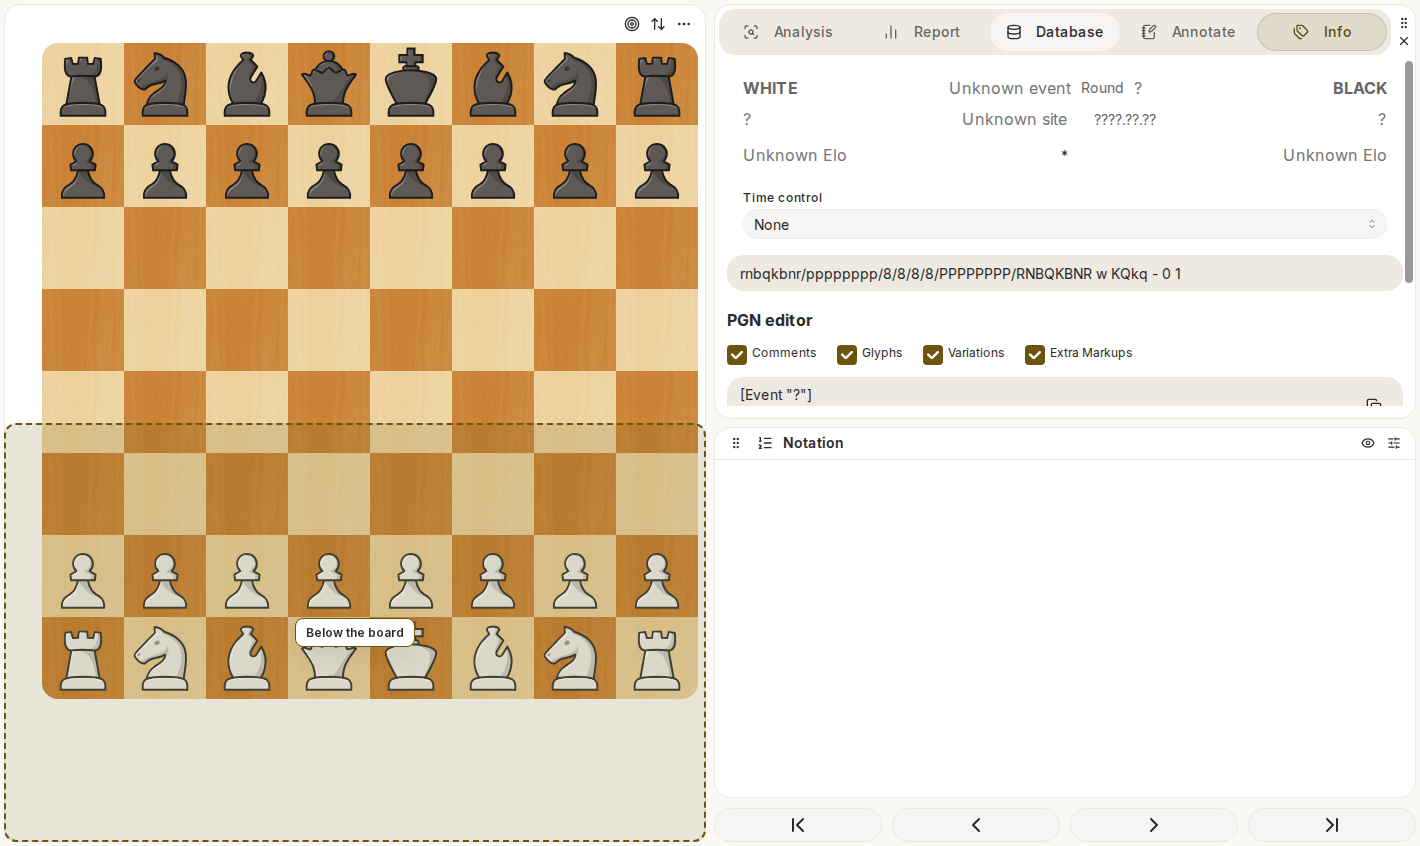 Analysis
Report
Database
Annotate
Info
WHITE
Unknown event Round ?
BLACK
?
Unknown site ????.??.??
?
Unknown Elo
*
Unknown Elo
Time control
None
rnbqkbnr/pppppppp/8/8/8/8/PPPPPPPP/RNBQKBNR w KQkq - 0 1
PGN editor
Comments
Glyphs
Variations
Extra Markups
[Event "?"]
Notation
Below the board